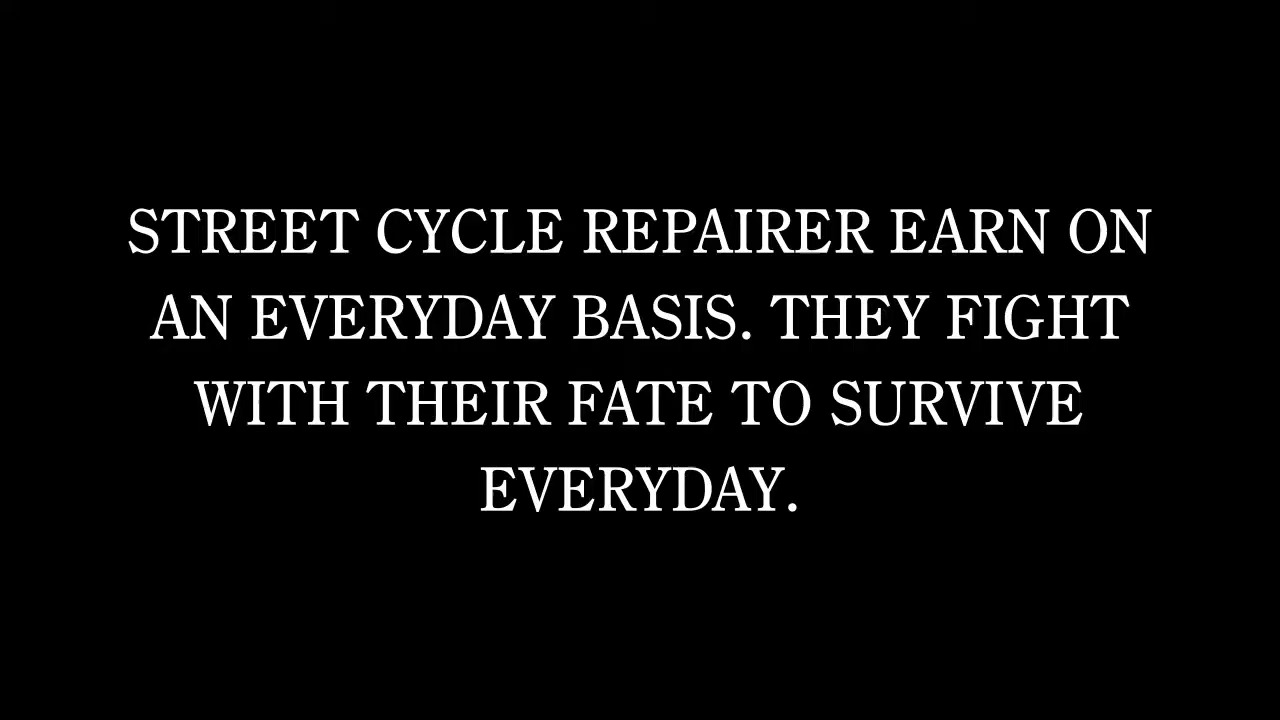 STREET CYCLE REPAIRER EARN ON
AN EVERYDAY BASIS. THEY FIGHT
WITH THEIR FATE TO SURVIVE
EVERYDAY.